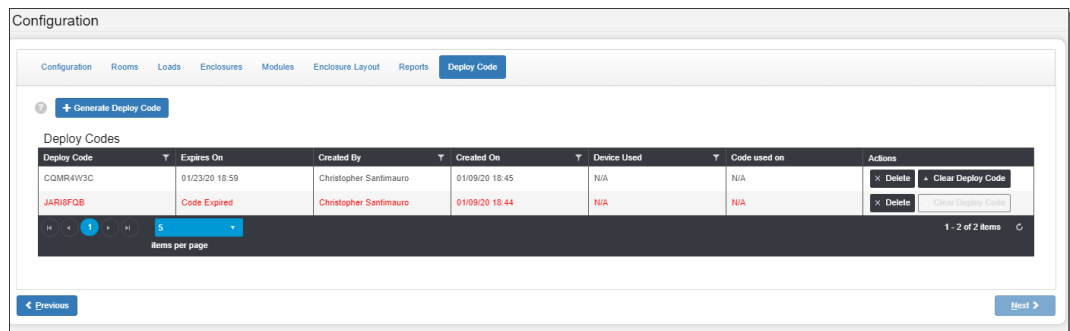 Configuration
Configuration Rooms Loads Enclosures Modules Enclosure Layout Reports Deploy Code
? + Generate Deploy Code
Deploy Codes
Deploy Code Expires On Created By Created On Device Used Code used on Actions
CQMR4W3C 01/23/20 18:59 Christopher Santimauro 01/09/20 18:45 N/A N/A × Delete Clear Deploy Code
JARI8FQB Code Expired Christopher Santimauro 01/09/20 18:44 N/A N/A × Delete Clear Deploy Code
1 5 1 - 2 of 2 items
items per page
Previous Next